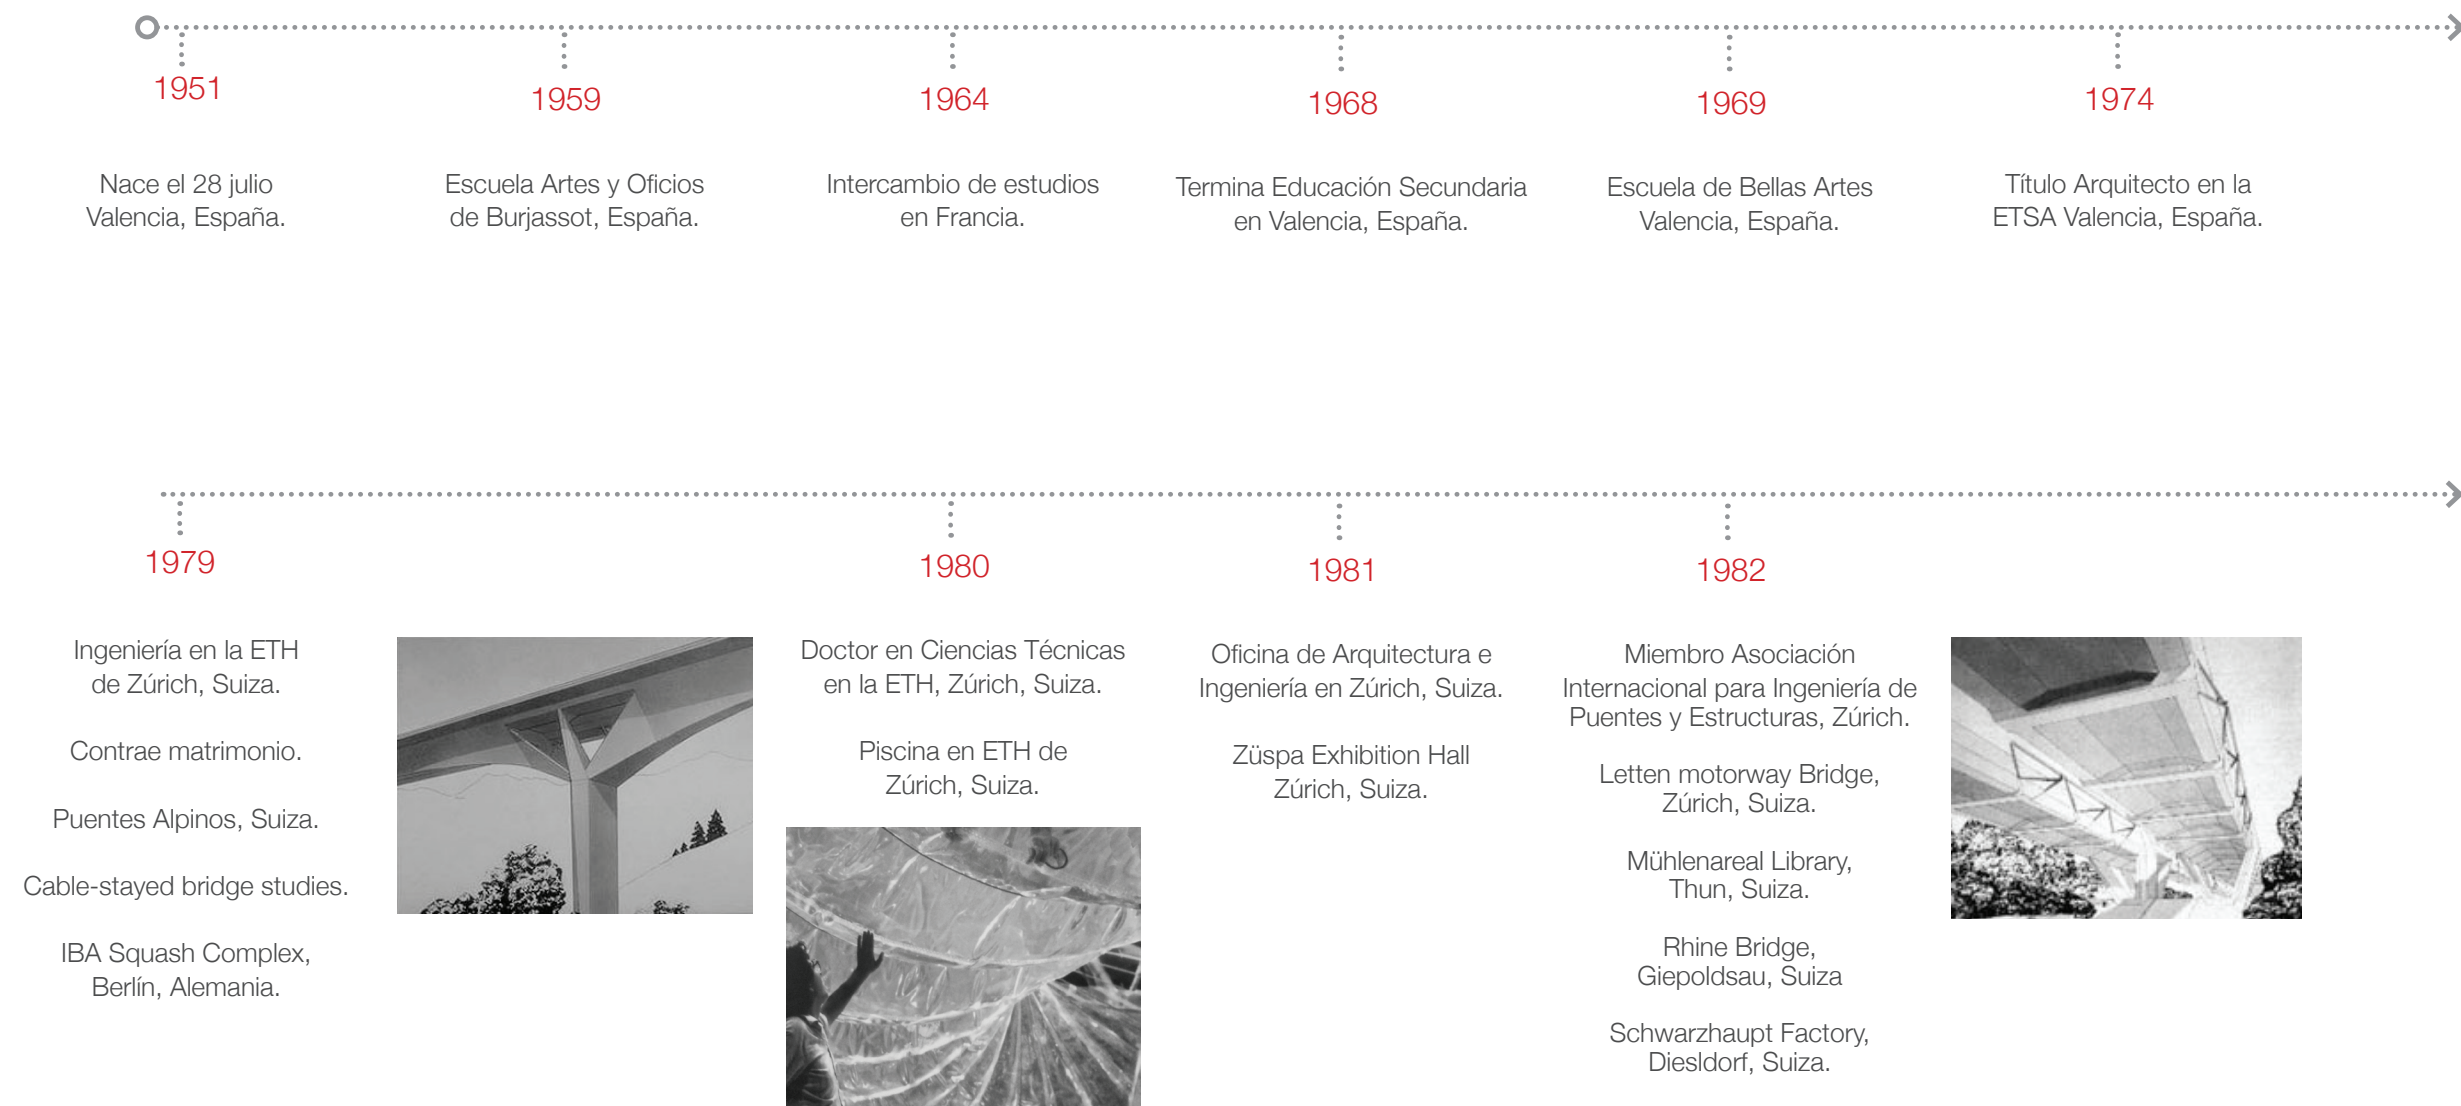 1951
Nace el 28 julio
Valencia, España.
1959
Escuela Artes y Oficios
de Burjassot, España.
1964
Intercambio de estudios
en Francia.
1968
Termina Educación Secundaria
en Valencia, España.
1969
Escuela de Bellas Artes
Valencia, España.
1974
Título Arquitecto en la
ETSA Valencia, España.
1979
Ingeniería en la ETH
de Zúrich, Suiza.
Contrae matrimonio.
Puentes Alpinos, Suiza.
Cable-stayed bridge studies.
IBA Squash Complex,
Berlín, Alemania.
1980
Doctor en Ciencias Técnicas
en la ETH, Zúrich, Suiza.
Piscina en ETH de
Zúrich, Suiza.
1981
Oficina de Arquitectura e
Ingeniería en Zúrich, Suiza.
Züspa Exhibition Hall
Zúrich, Suiza.
1982
Miembro Asociación
Internacional para Ingeniería de
Puentes y Estructuras, Zúrich.
Letten motorway Bridge,
Zúrich, Suiza.
Mühlenareal Library,
Thun, Suiza.
Rhine Bridge,
Giepoldsau, Suiza
Schwarzhaupt Factory,
Diesldorf, Suiza.